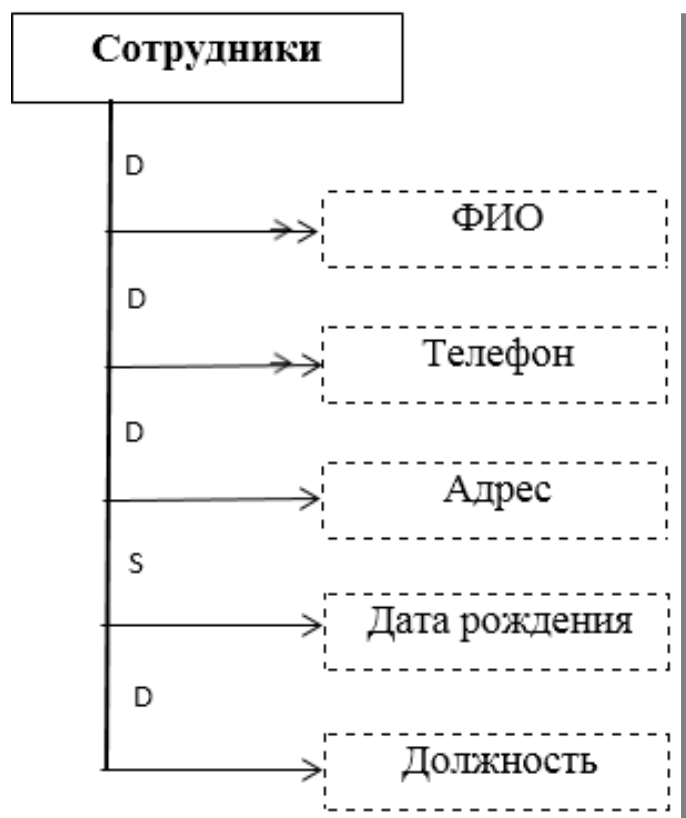 Сотрудники
D
ФИО
D
Телефон
D
Адрес
S
Дата рождения
D
Должность